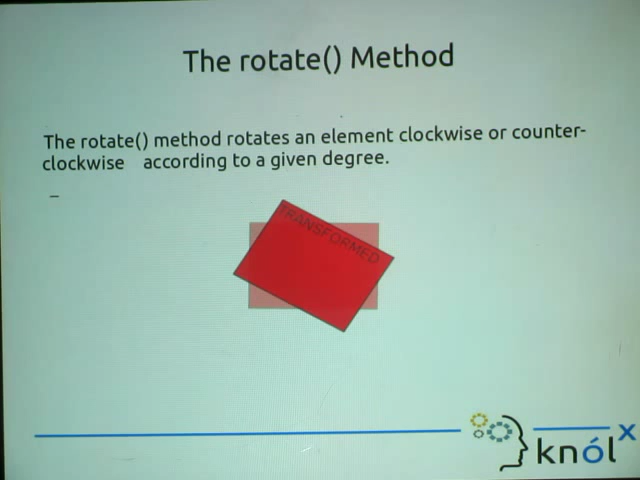 The rotate() Method
The rotate() method rotates an element clockwise or counter-
clockwise according to a given degree.
–
TRANSFORMED
knól x